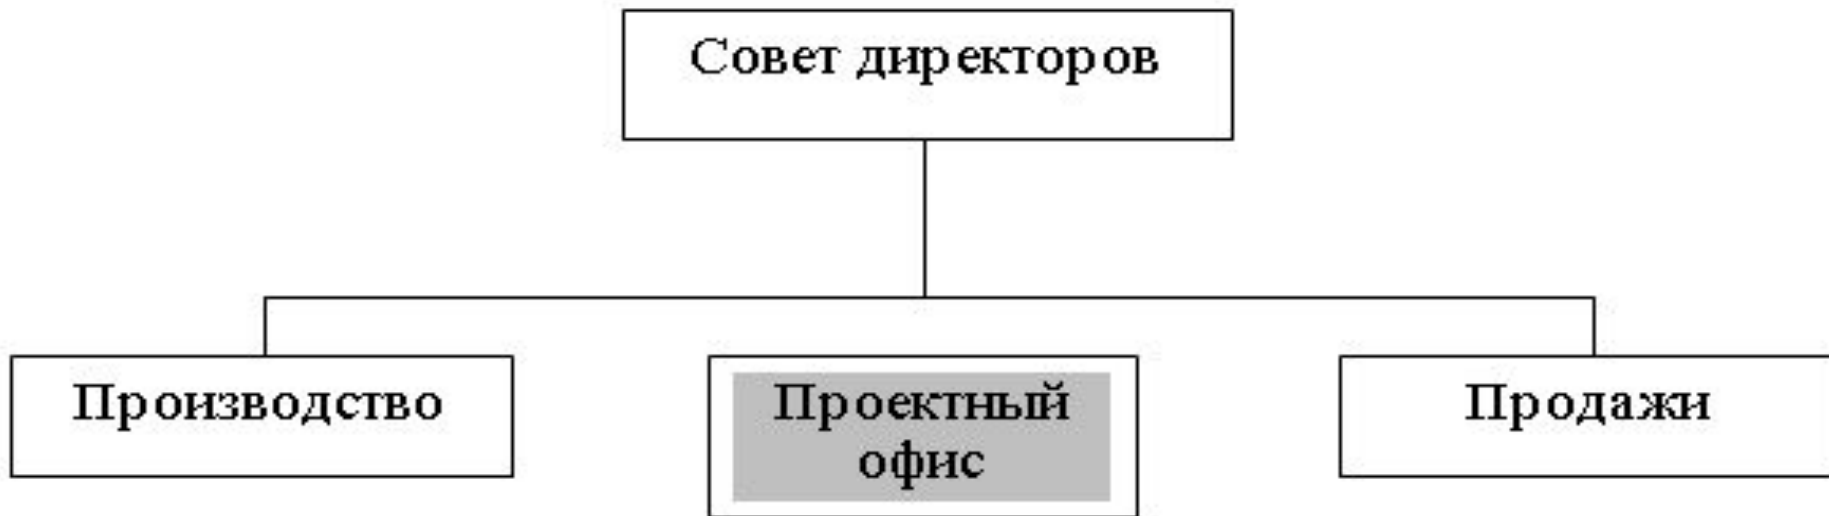 Совет директоров
Производство
Проектный
офис
Продажи